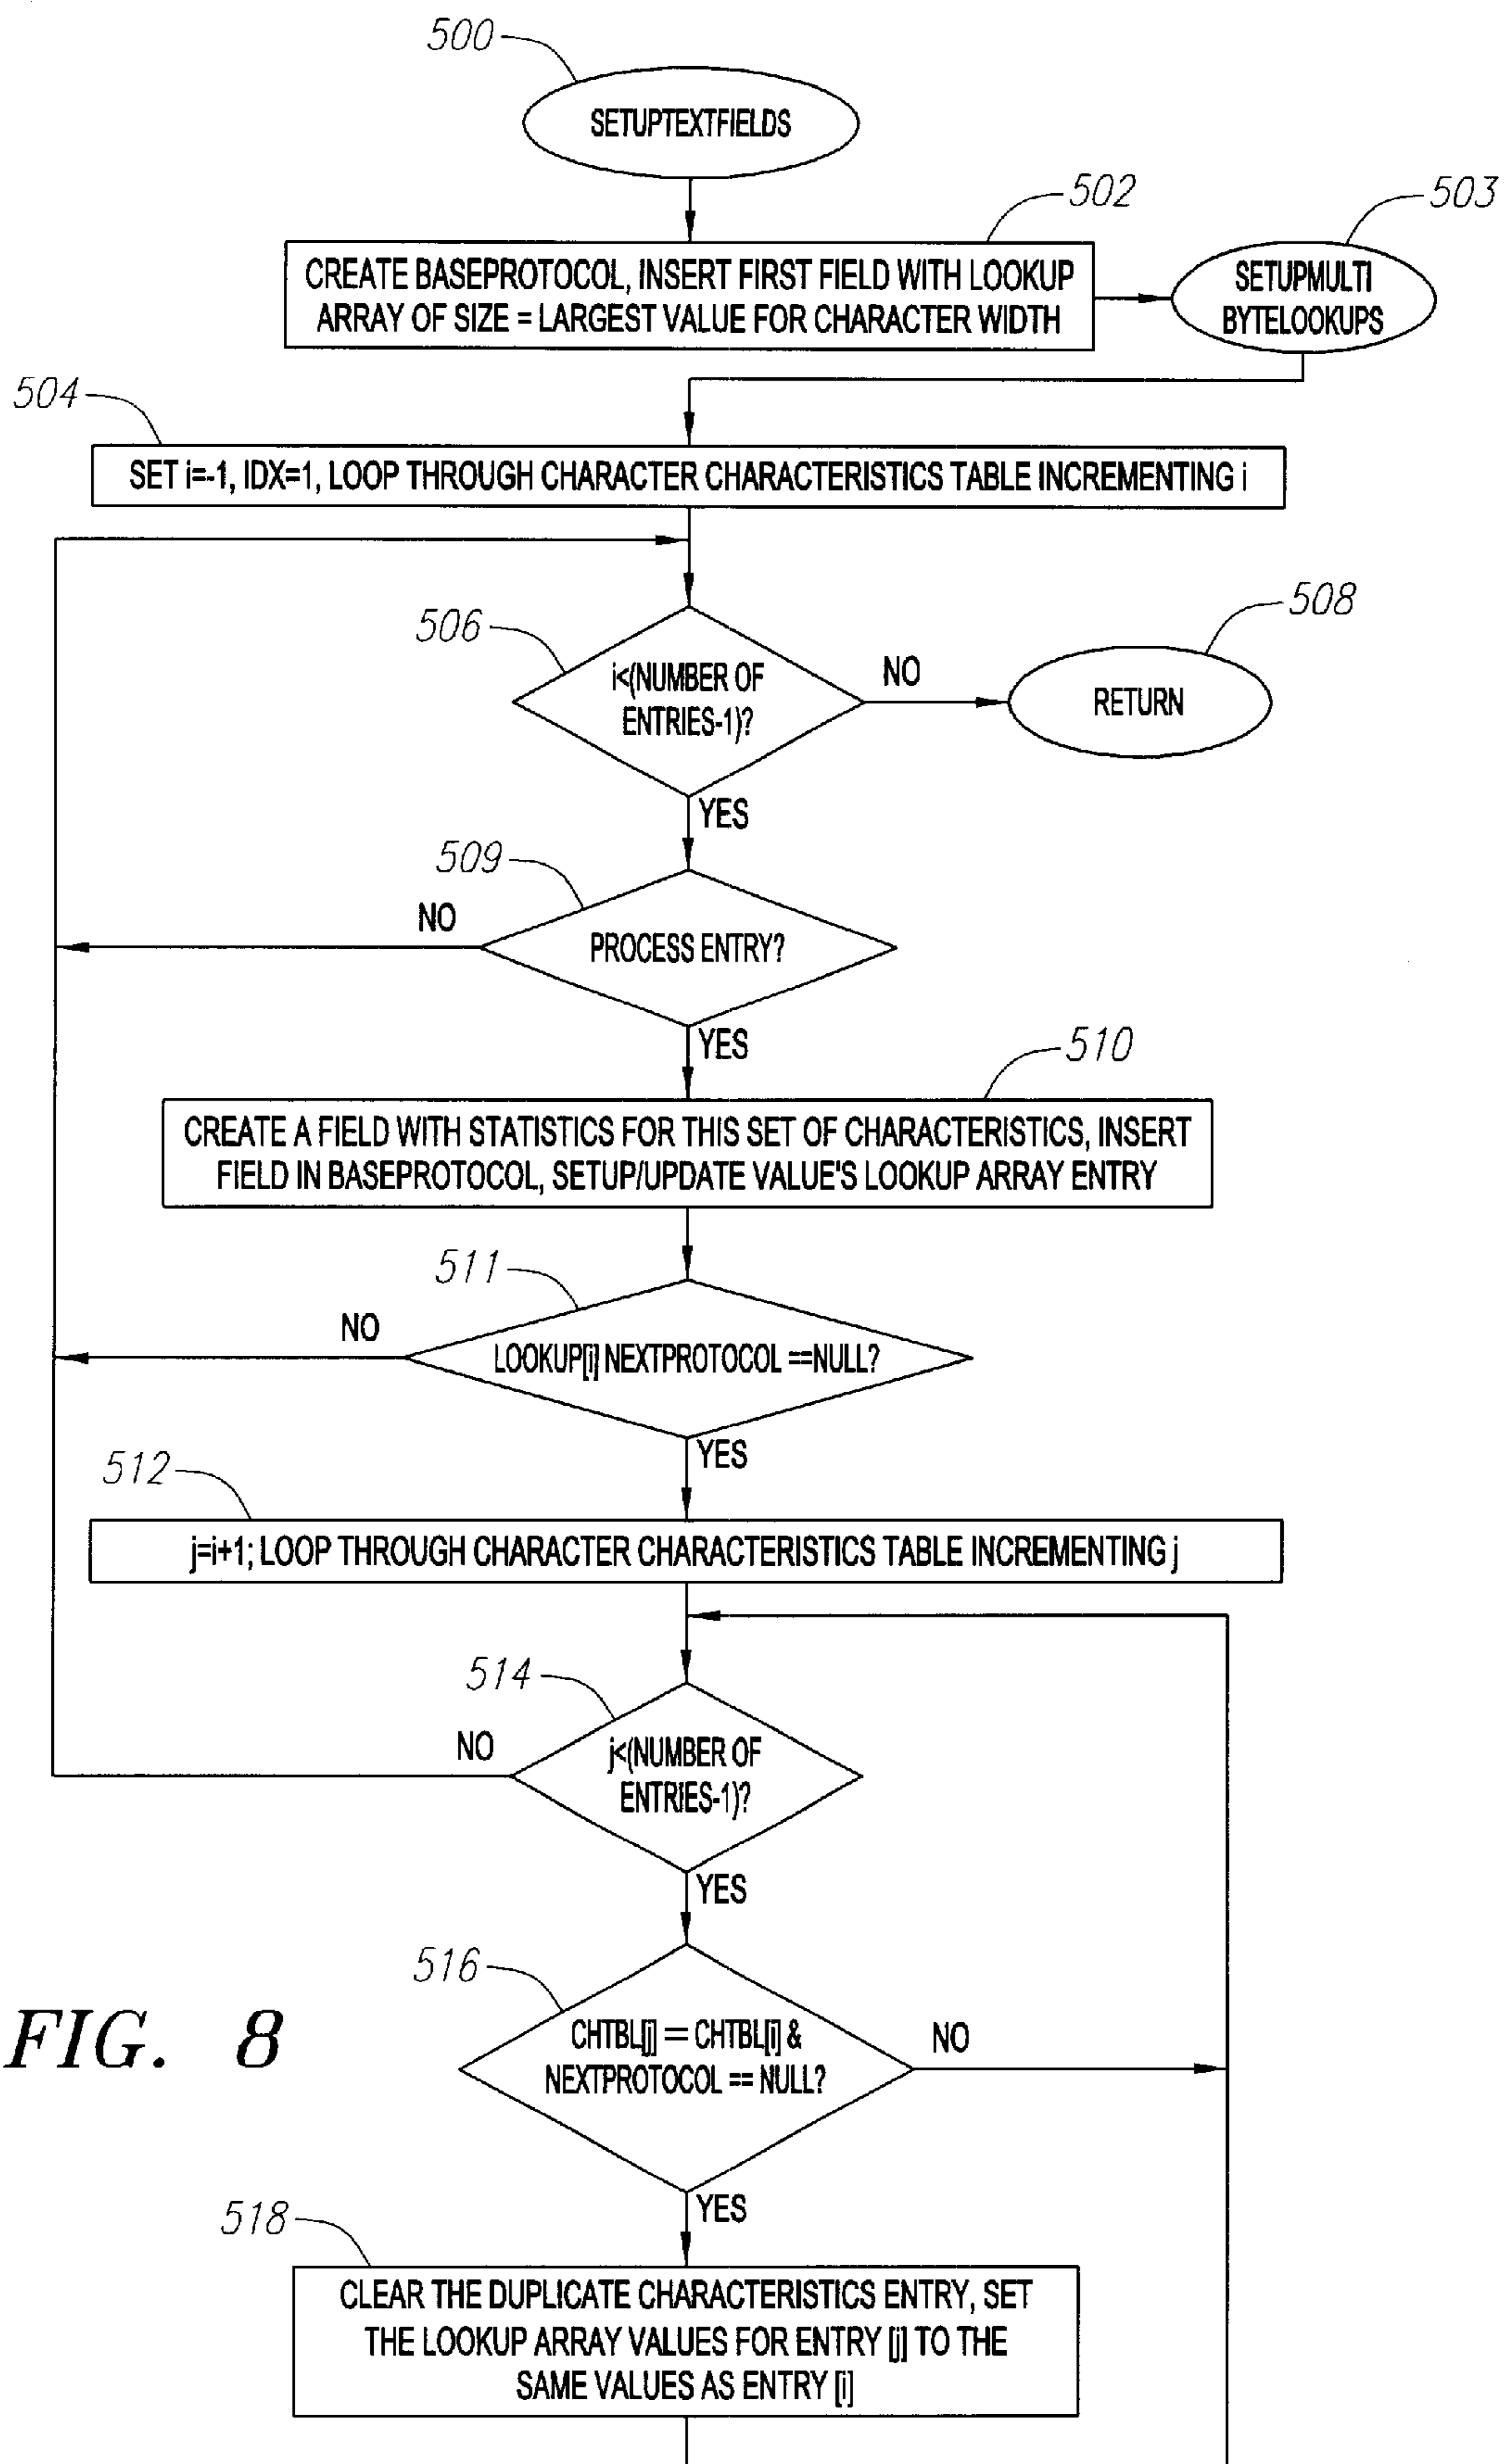 500
SETUPTEXTFIELDS
502
503
CREATE BASEPROTOCOL, INSERT FIRST FIELD WITH LOOKUP
ARRAY OF SIZE = LARGEST VALUE FOR CHARACTER WIDTH
SETUPMULTI
BYTELOOKUPS
504
SET i=-1, IDX=1, LOOP THROUGH CHARACTER CHARACTERISTICS TABLE INCREMENTING i
506
508
i<(NUMBER OF
ENTRIES-1)?
NO
RETURN
YES
509
NO
PROCESS ENTRY?
YES
510
CREATE A FIELD WITH STATISTICS FOR THIS SET OF CHARACTERISTICS, INSERT
FIELD IN BASEPROTOCOL, SETUP/UPDATE VALUE'S LOOKUP ARRAY ENTRY
511
NO
LOOKUP[i] NEXTPROTOCOL ==NULL?
YES
512
j=i+1; LOOP THROUGH CHARACTER CHARACTERISTICS TABLE INCREMENTING j
514
NO
j<(NUMBER OF
ENTRIES-1)?
YES
516
CHTBL[j] == CHTBL[i] &
NEXTPROTOCOL == NULL?
NO
FIG. 8
YES
518
CLEAR THE DUPLICATE CHARACTERISTICS ENTRY, SET
THE LOOKUP ARRAY VALUES FOR ENTRY [j] TO THE
SAME VALUES AS ENTRY [i]